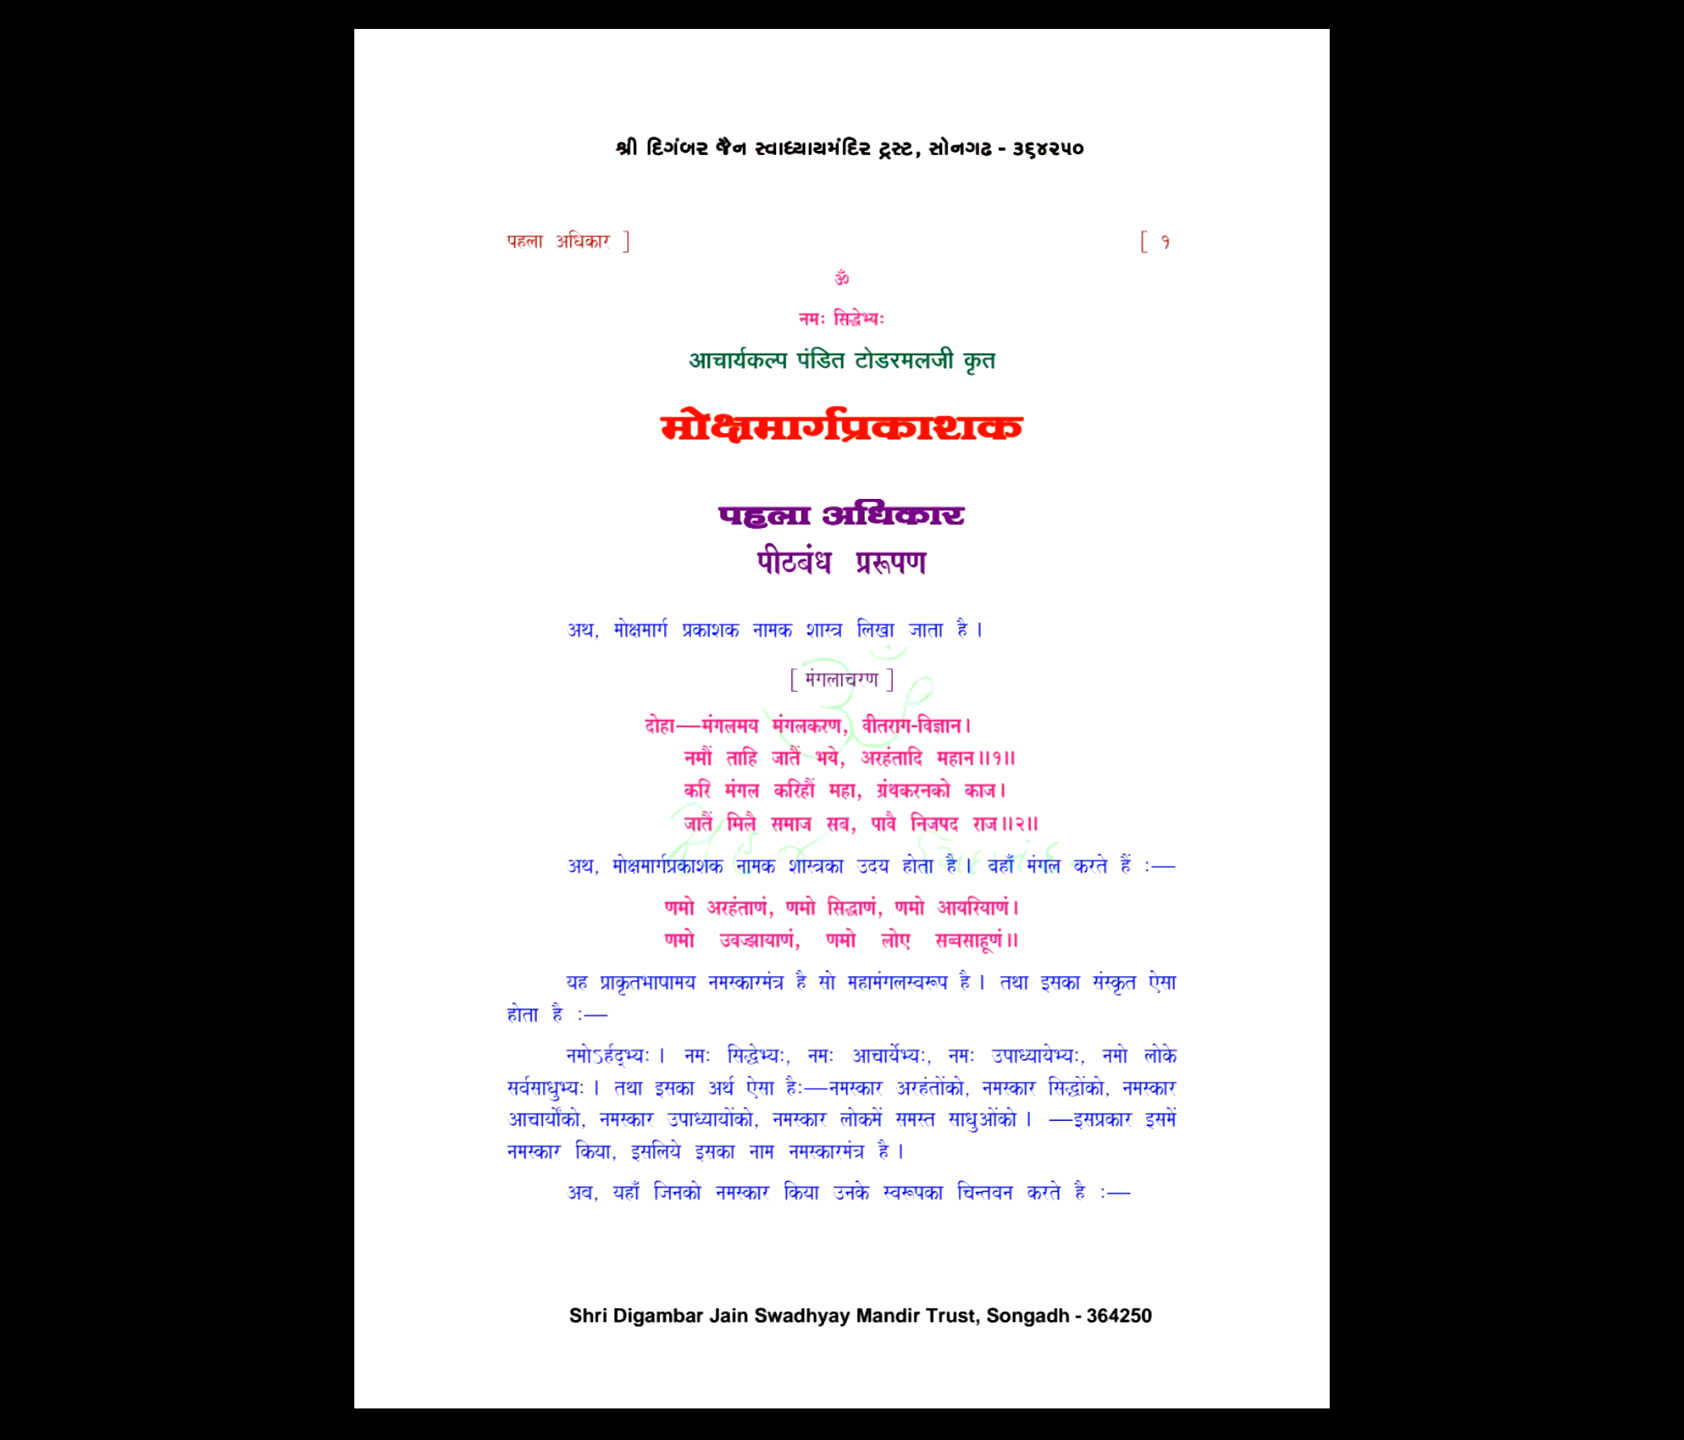 શ્રી દિગંબર જૈન સ્વાધ્યાયમંદિર ટ્રસ્ટ, સોનગઢ - ૩૬૪૨૫૦
पहला अधिकार ] [ १
ॐ
नमः सिद्धेभ्यः
आचार्यकल्प पंडित टोडरमलजी कृत
मोक्षमार्गप्रकाशक
पहला अधिकार
पीठबंध प्ररूपण
अथ, मोक्षमार्ग प्रकाशक नामक शास्त्र लिखा जाता है ।
[ मंगलाचरण ]
दोहा—मंगलमय मंगलकरण, वीतराग-विज्ञान।
नमौं ताहि जातैं भये, अरहंतादि महान॥१॥
करि मंगल करिहौं महा, ग्रंथकरनको काज।
जातैं मिलै समाज सब, पावै निजपद राज॥२॥
अथ, मोक्षमार्गप्रकाशक नामक शास्त्रका उदय होता है। वहाँ मंगल करते हैं :—
णमो अरहंताणं, णमो सिद्धाणं, णमो आयरियाणं।
णमो उवज्झायाणं, णमो लोए सव्वसाहूणं॥
यह प्राकृतभाषामय नमस्कारमंत्र है सो महामंगलस्वरूप है । तथा इसका संस्कृत ऐसा
होता है :—
नमोऽर्हद्भ्यः । नमः सिद्धेभ्यः, नमः आचार्येभ्यः, नमः उपाध्यायेभ्यः, नमो लोके
सर्वसाधुभ्यः । तथा इसका अर्थ ऐसा है:—नमस्कार अरहंतोंको, नमस्कार सिद्धोंको, नमस्कार
आचार्योंको, नमस्कार उपाध्यायोंको, नमस्कार लोकमें समस्त साधुओंको । —इसप्रकार इसमें
नमस्कार किया, इसलिये इसका नाम नमस्कारमंत्र है ।
अब, यहाँ जिनको नमस्कार किया उनके स्वरूपका चिन्तवन करते है :—
Shri Digambar Jain Swadhyay Mandir Trust, Songadh - 364250